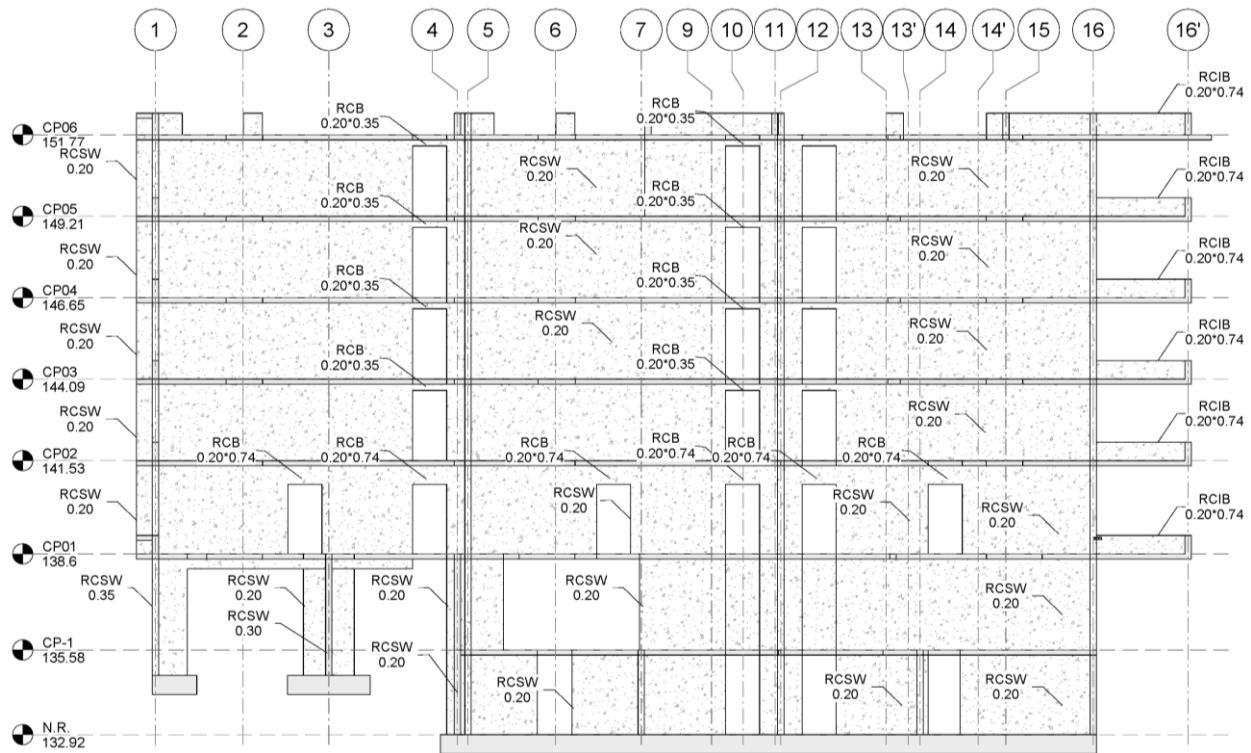 1 2 3 4 5 6 7 9 10 11 12 13 13' 14 14' 15 16 16'
RCIB
0.20*0.74
RCB
0.20*0.35
RCB
0.20*0.35
CP06
151.77
RCSW
0.20
RCSW
0.20
RCSW
0.20
RCIB
0.20*0.74
RCB
0.20*0.35
RCB
0.20*0.35
CP05
149.21
RCSW
0.20
RCSW
0.20
RCSW
0.20
RCIB
0.20*0.74
RCB
0.20*0.35
RCB
0.20*0.35
CP04
146.65
RCSW
0.20
RCSW
0.20
RCSW
0.20
RCIB
0.20*0.74
RCB
0.20*0.35
RCB
0.20*0.35
CP03
144.09
RCSW
0.20
RCSW
0.20
RCIB
0.20*0.74
RCB
0.20*0.74
RCB
0.20*0.74
RCB
0.20*0.74
RCB
0.20*0.74
RCB
0.20*0.74
RCB
0.20*0.74
CP02
141.53
RCSW
0.20
RCSW
0.20
RCSW
0.20
RCSW
0.20
RCIB
0.20*0.74
CP01
138.6
RCSW
0.35
RCSW
0.20
RCSW
0.30
RCSW
0.20
RCSW
0.20
RCSW
0.20
CP-1
135.58
RCSW
0.20
RCSW
0.20
RCSW
0.20
RCSW
0.20
N.R.
132.92